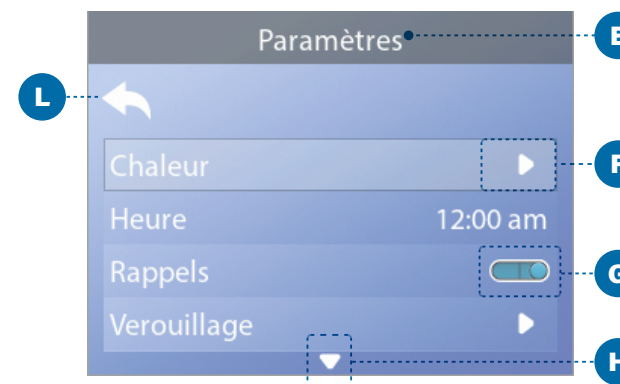 Paramètres
E
L
Chaleur
F
Heure 12:00 am
Rappels
G
Verouillage
H